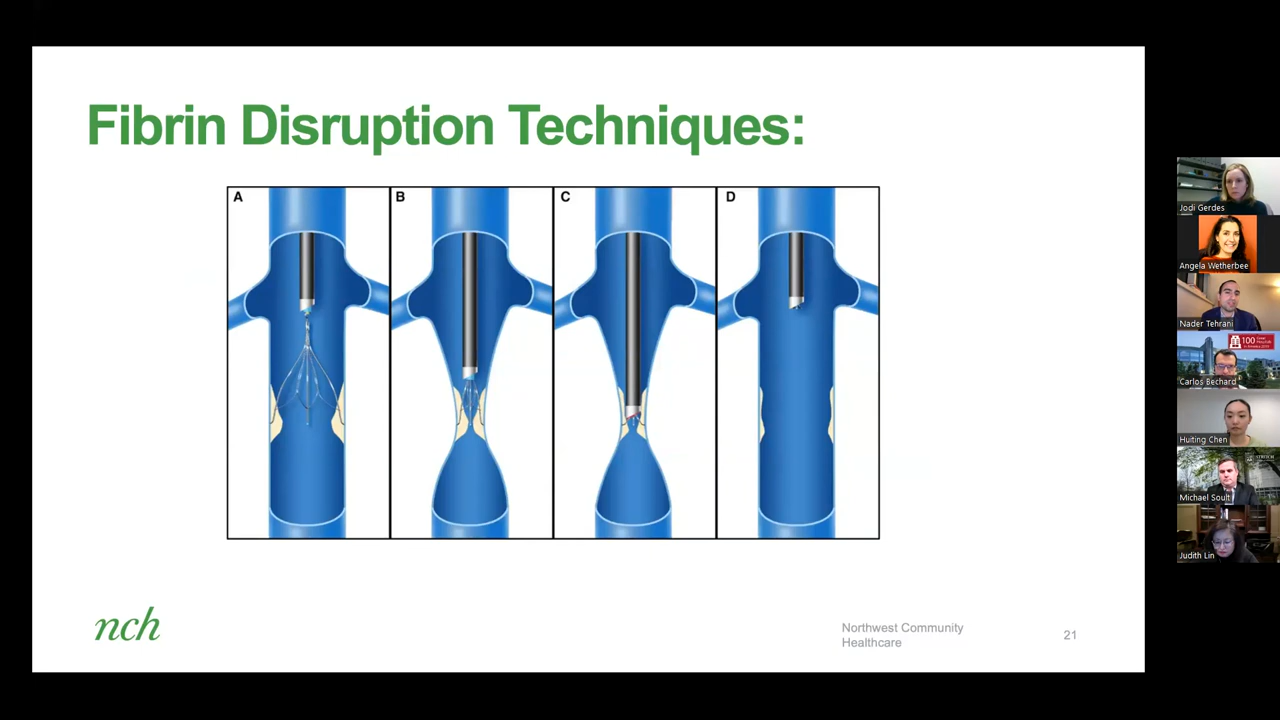 Fibrin Disruption Techniques:
A
B
C
D
nch
Northwest Community
Healthcare
21
Jodi Gerdes
Angela Wetherbee
Nader Tehrani
100
Carlos Bechard
Huiting Chen
Michael Soult
Judith Lin